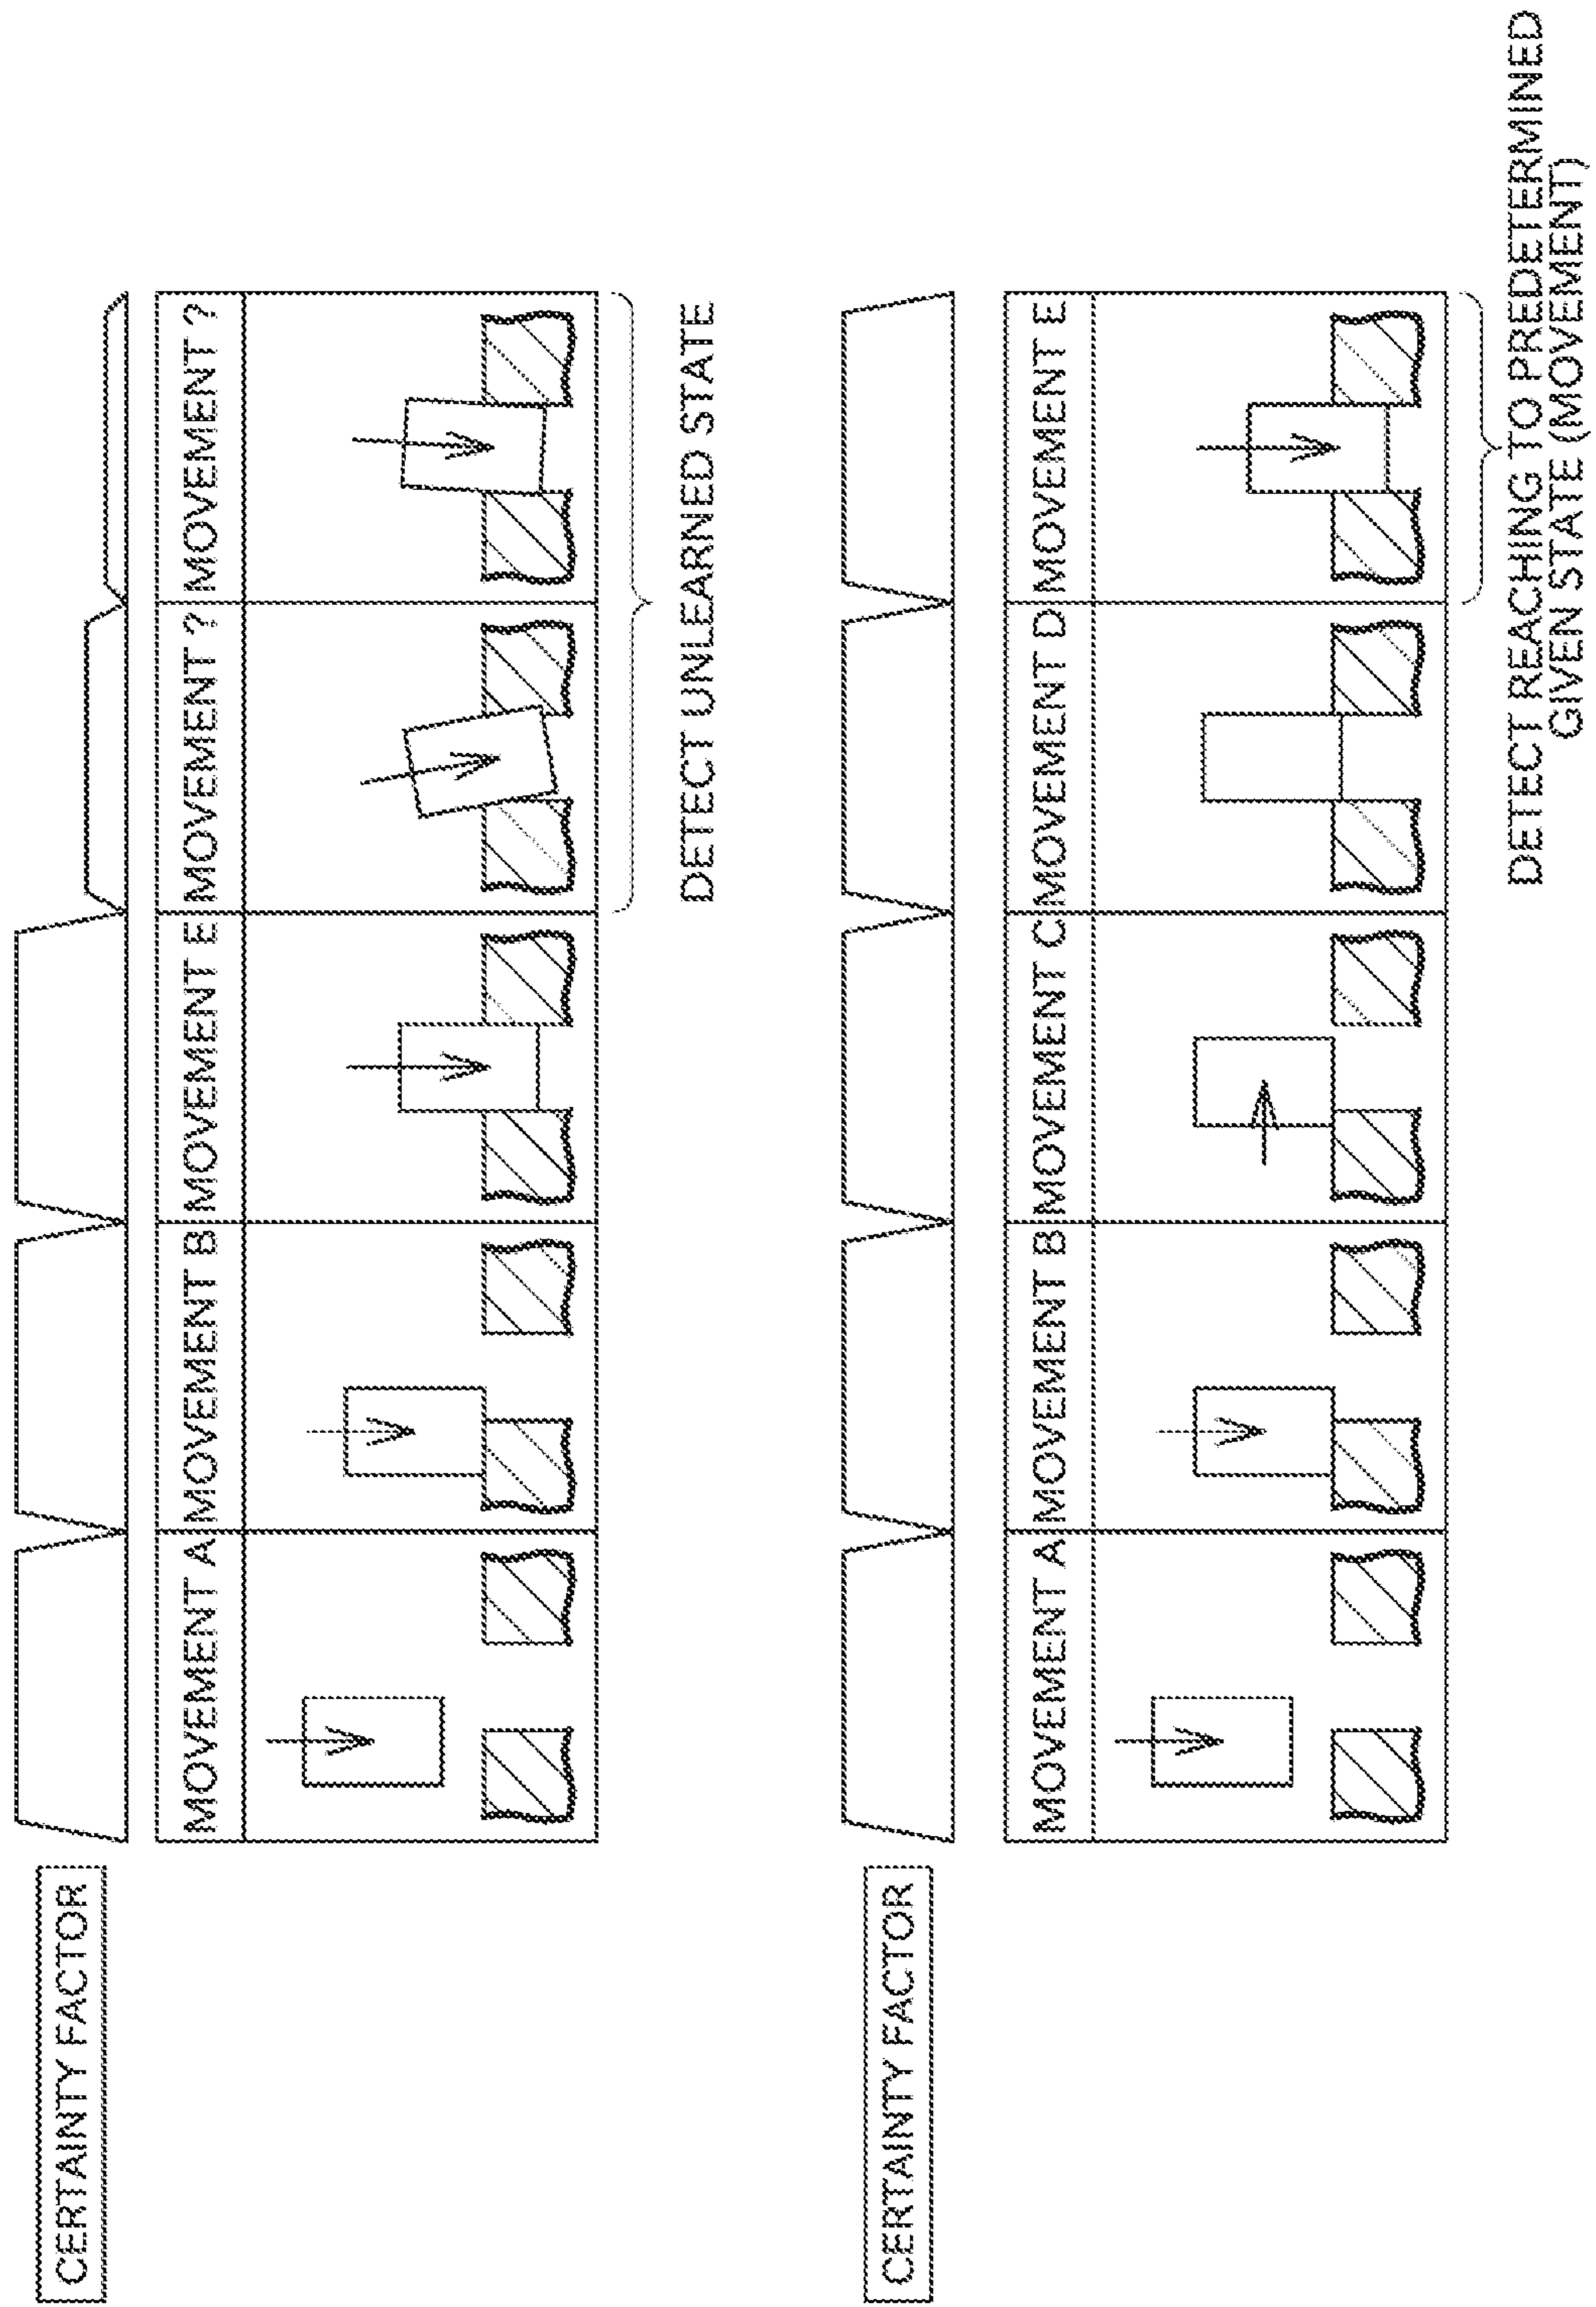 CERTAINTY FACTOR
MOVEMENT A
MOVEMENT B
MOVEMENT E
MOVEMENT ?
MOVEMENT ?
DETECT UNLEARNED STATE
CERTAINTY FACTOR
MOVEMENT A
MOVEMENT B
MOVEMENT C
MOVEMENT D
MOVEMENT E
DETECT REACHING TO PREDETERMINED
GIVEN STATE (MOVEMENT)